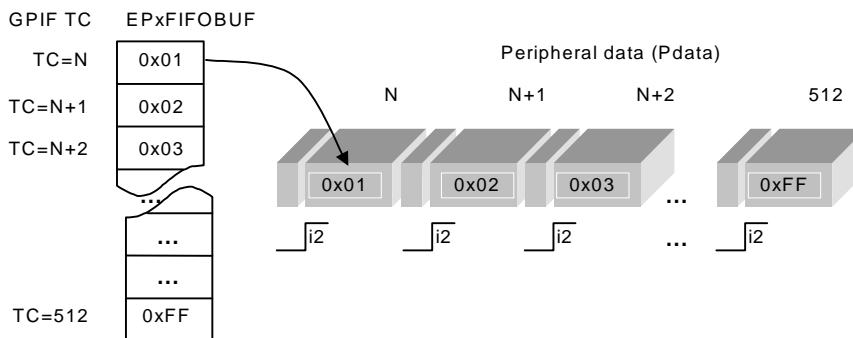 GPIF TC EPxFIFOBUF
TC=N 0x01
TC=N+1 0x02
TC=N+2 0x03
...
...
...
TC=512 0xFF
Peripheral data (Pdata)
N N+1 N+2 512
0x01 0x02 0x03 ... 0xFF
i2 i2 i2 ... i2